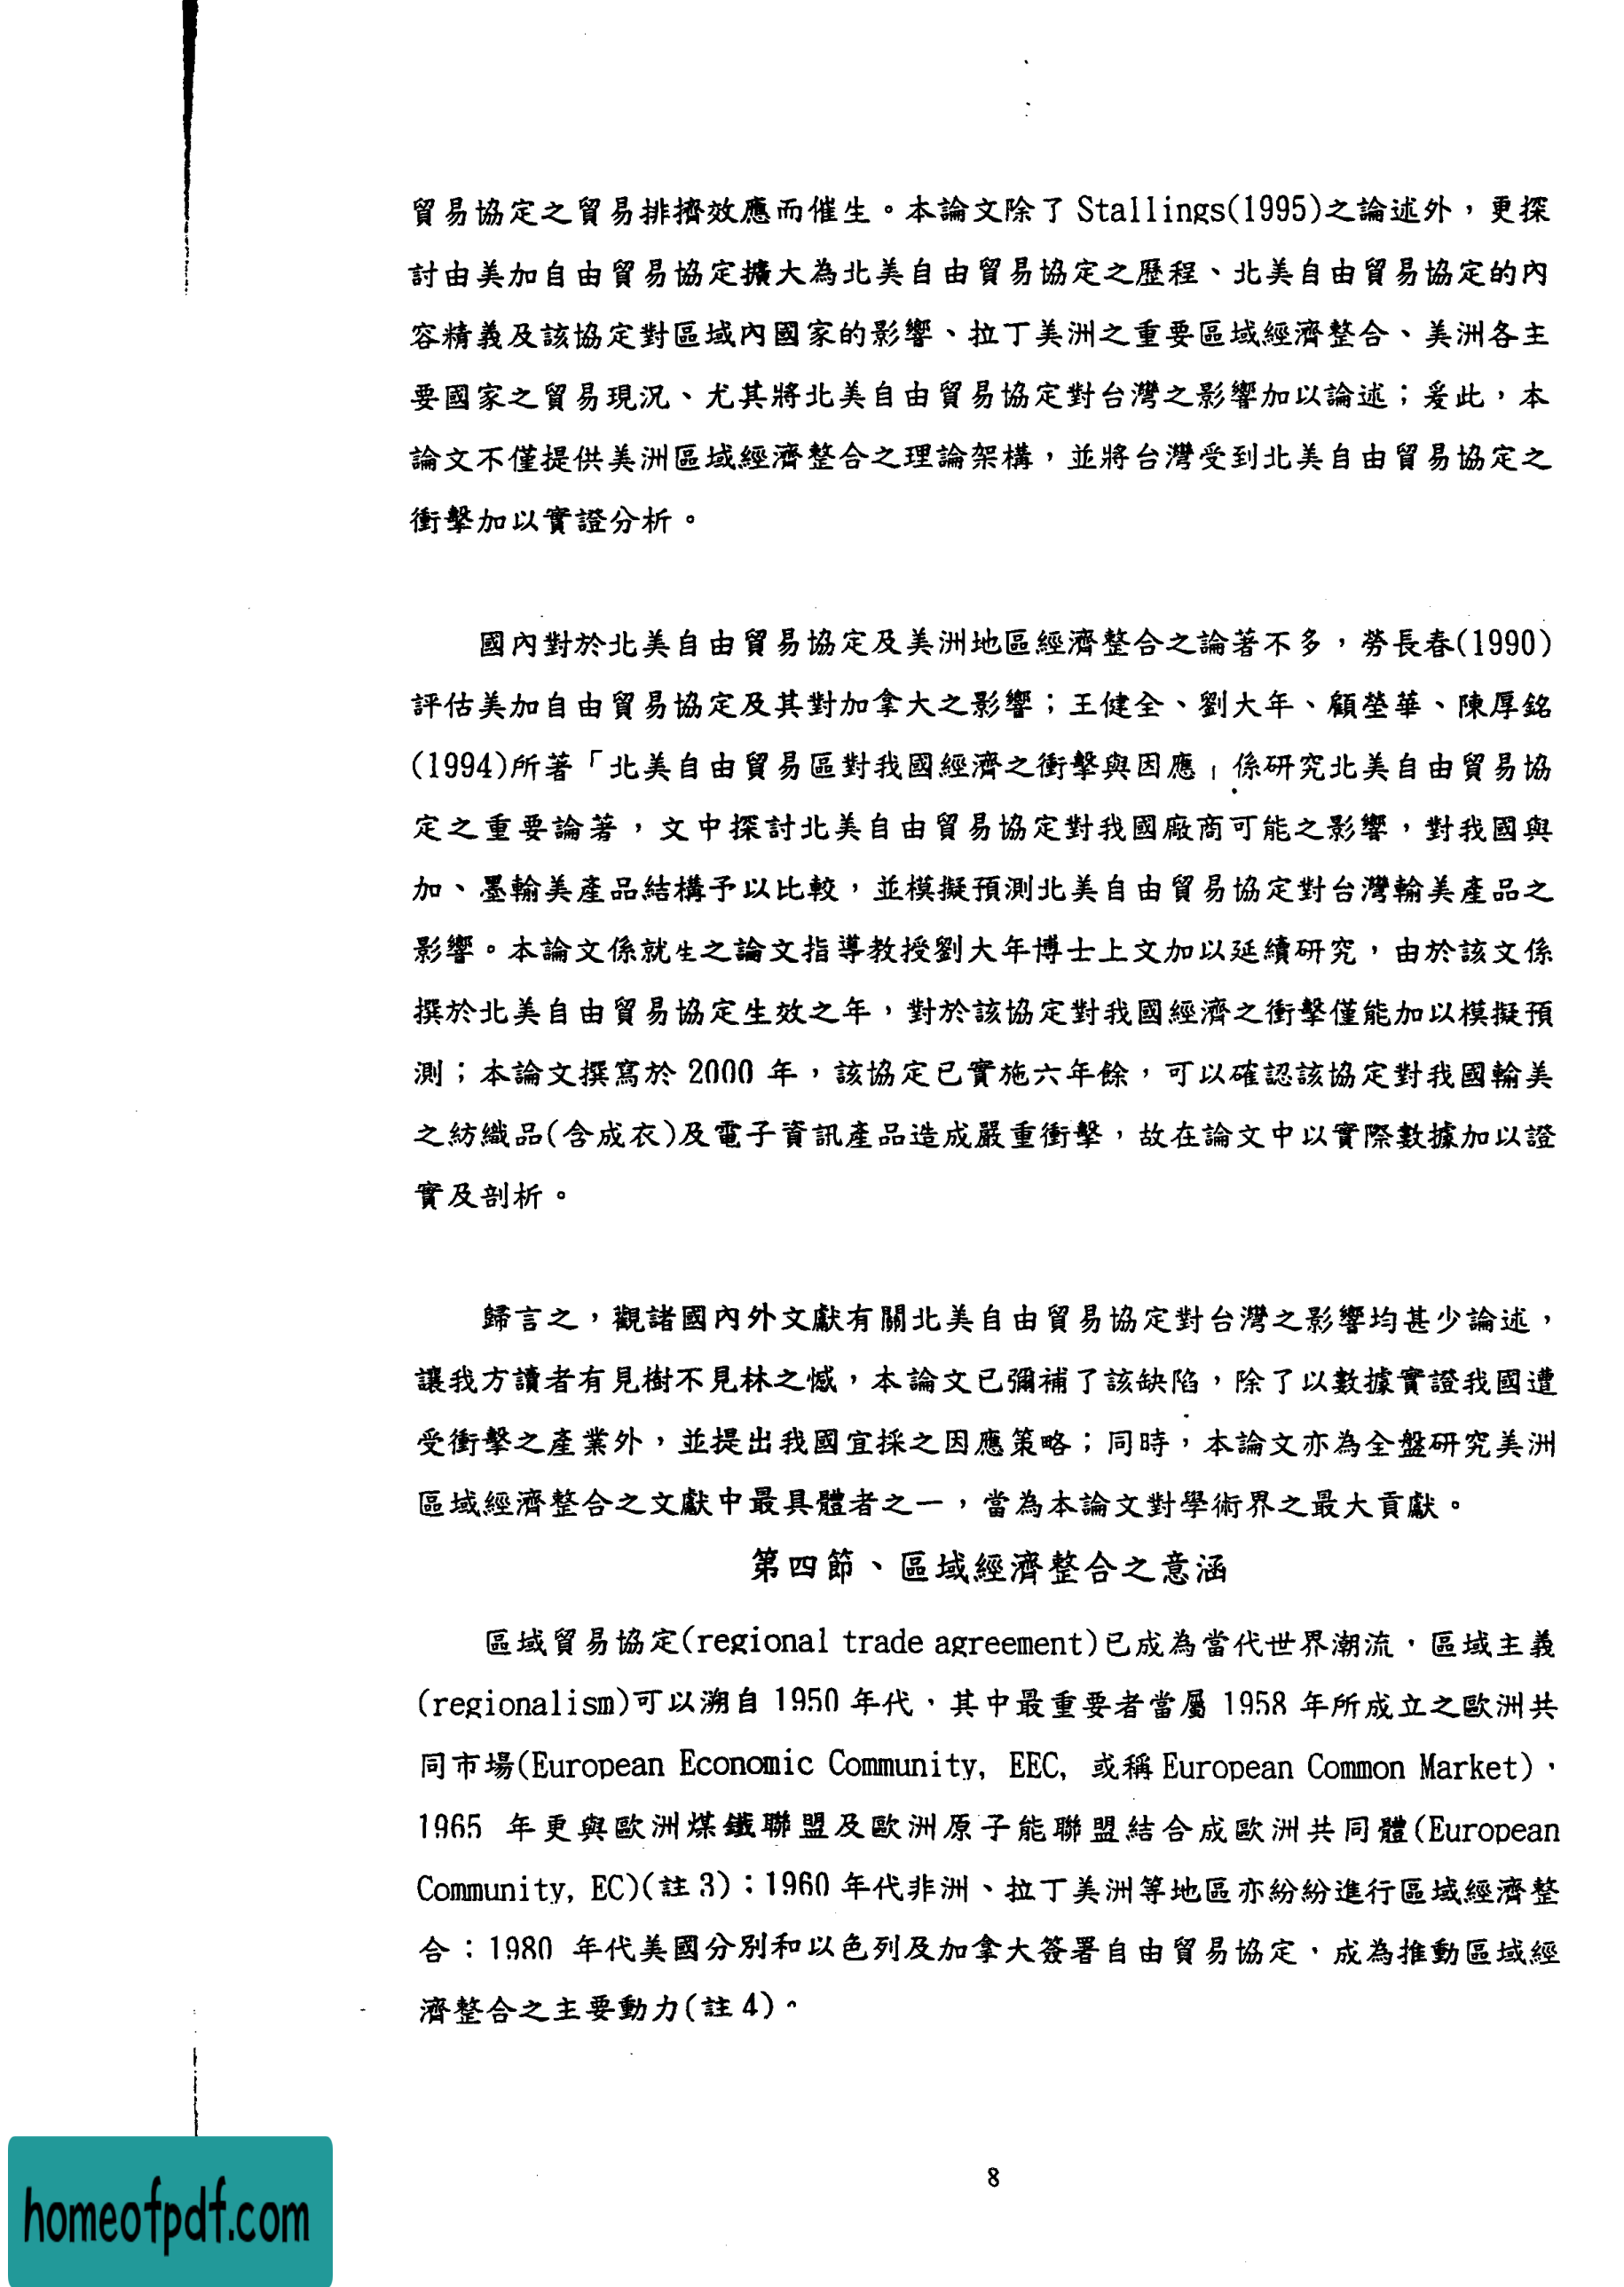 貿易協定之貿易排擠效應而催生。本論文除了 Stallings(1995)之論述外，更探
討由美加自由貿易協定擴大為北美自由貿易協定之歷程、北美自由貿易協定的內
容精義及該協定對區域內國家的影響、拉丁美洲之重要區域經濟整合、美洲各主
要國家之貿易現況、尤其將北美自由貿易協定對台灣之影響加以論述；爰此，本
論文不僅提供美洲區域經濟整合之理論架構，並將台灣受到北美自由貿易協定之
衝擊加以實證分析。
國內對於北美自由貿易協定及美洲地區經濟整合之論著不多，勞長春(1990)
評估美加自由貿易協定及其對加拿大之影響；王健全、劉大年、顧瑩華、陳厚銘
(1994)所著「北美自由貿易區對我國經濟之衝擊與因應」係研究北美自由貿易協
定之重要論著，文中探討北美自由貿易協定對我國廠商可能之影響，對我國與
加、墨輸美產品結構予以比較，並模擬預測北美自由貿易協定對台灣輸美產品之
影響。本論文係就生之論文指導教授劉大年博士上文加以延續研究，由於該文係
撰於北美自由貿易協定生效之年，對於該協定對我國經濟之衝擊僅能加以模擬預
測；本論文撰寫於 2000 年，該協定已實施六年餘，可以確認該協定對我國輸美
之紡織品(含成衣)及電子資訊產品造成嚴重衝擊，故在論文中以實際數據加以證
實及剖析。
歸言之，觀諸國內外文獻有關北美自由貿易協定對台灣之影響均甚少論述，
讓我方讀者有見樹不見林之憾，本論文已彌補了該缺陷，除了以數據實證我國遭
受衝擊之產業外，並提出我國宜採之因應策略；同時，本論文亦為全盤研究美洲
區域經濟整合之文獻中最具體者之一，當為本論文對學術界之最大貢獻。
第四節、區域經濟整合之意涵
區域貿易協定(regional trade agreement)已成為當代世界潮流，區域主義
(regionalism)可以溯自 1950 年代，其中最重要者當屬 1958 年所成立之歐洲共
同市場(European Economic Community, EEC, 或稱 European Common Market)，
1965 年更與歐洲煤鐵聯盟及歐洲原子能聯盟結合成歐洲共同體(European
Community, EC)(註 3)；1960 年代非洲、拉丁美洲等地區亦紛紛進行區域經濟整
合；1980 年代美國分別和以色列及加拿大簽署自由貿易協定，成為推動區域經
濟整合之主要動力(註 4)。
8
homeofpdf.com